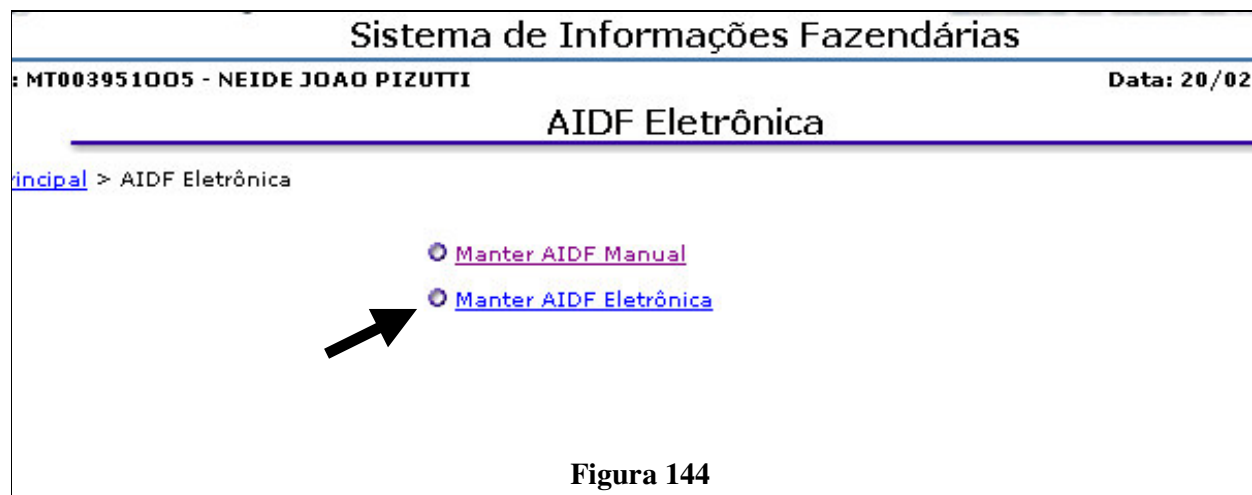 Sistema de Informações Fazendárias
: MT003951OO5 - NEIDE JOAO PIZUTTI Data: 20/02
AIDF Eletrônica
rincipal > AIDF Eletrônica
Manter AIDF Manual
Manter AIDF Eletrônica
Figura 144